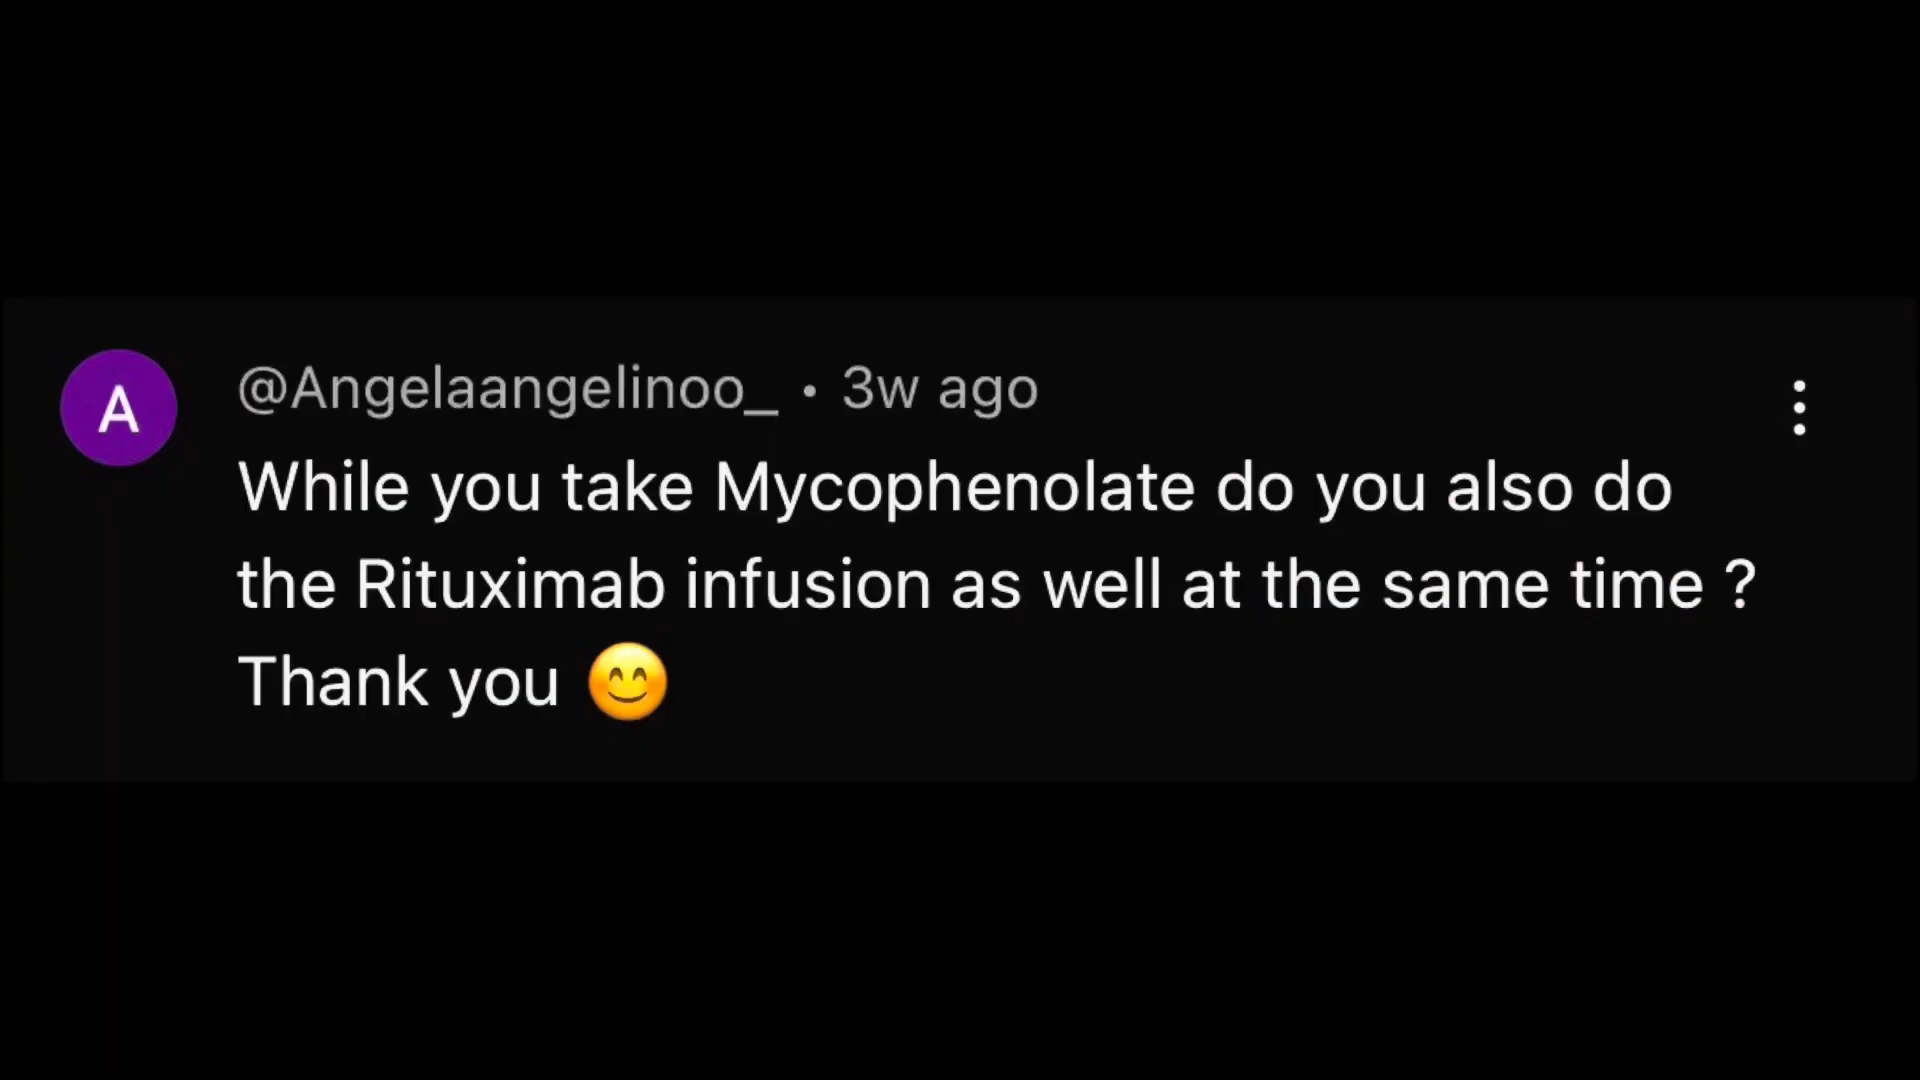 A
@Angelaangelinoo_ • 3w ago
While you take Mycophenolate do you also do
the Rituximab infusion as well at the same time ?
Thank you 😊